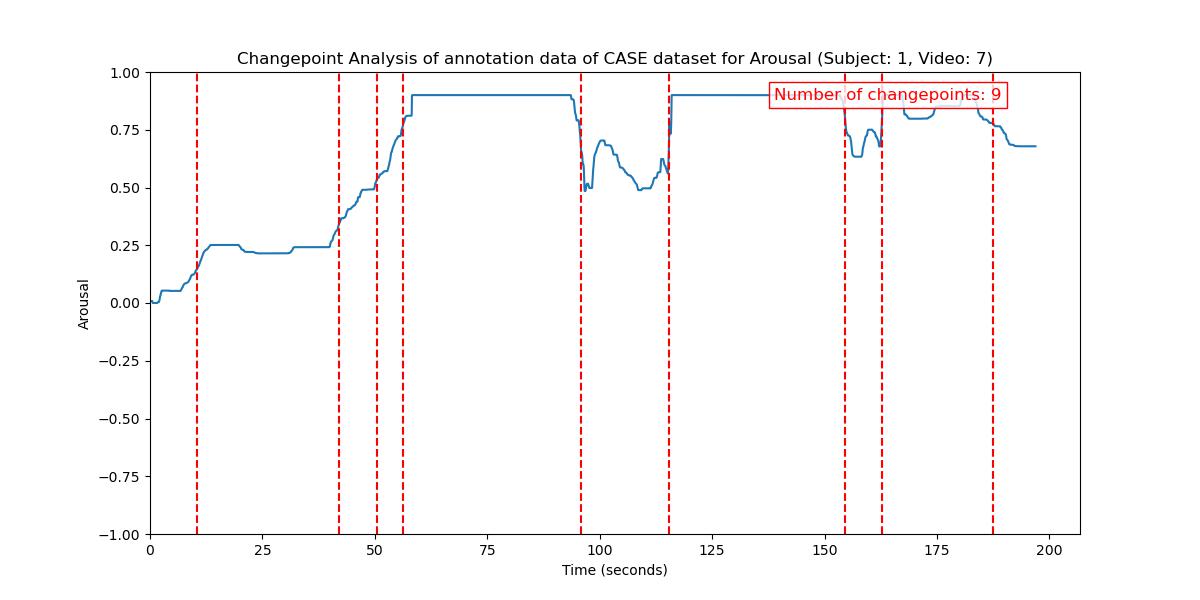 Changepoint Analysis of annotation data of CASE dataset for Arousal (Subject: 1, Video: 7)
Number of changepoints: 9
1.00
0.75
0.50
0.25
0.00
−0.25
−0.50
−0.75
−1.00
Arousal
0 25 50 75 100 125 150 175 200
Time (seconds)